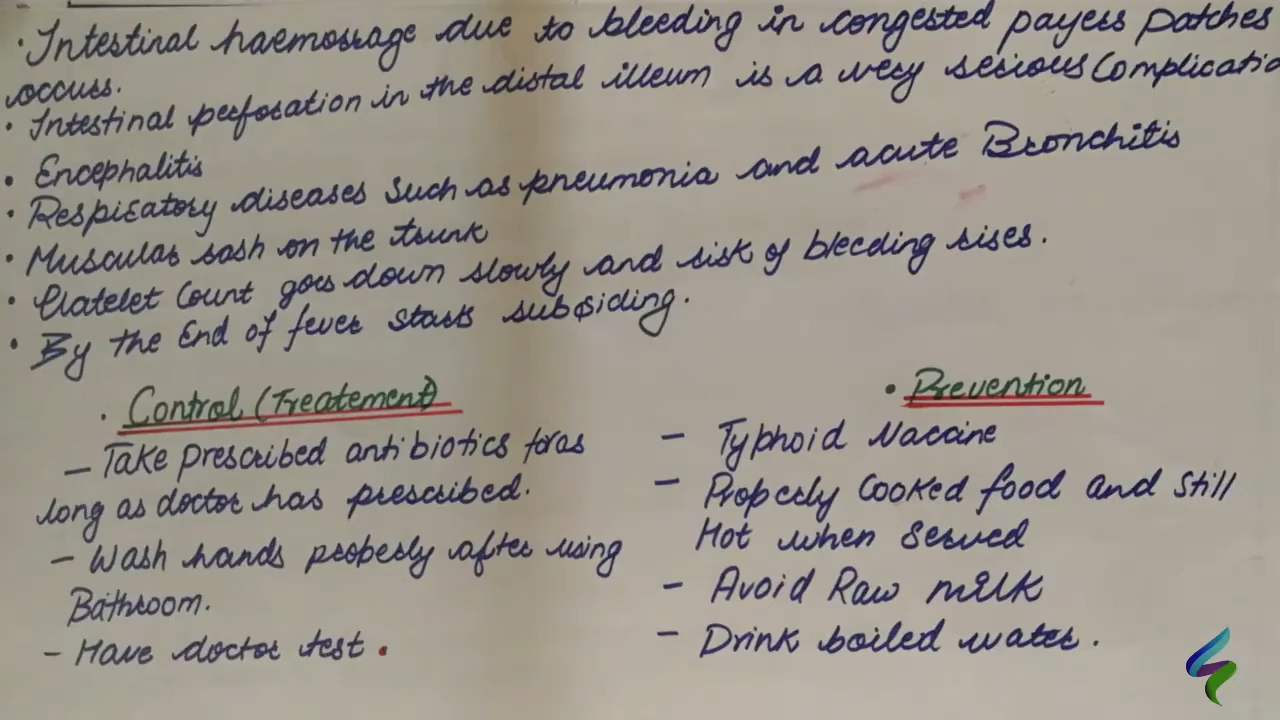 · Intestinal haemorrage due to bleeding in congested payers patches
occurs.
· Intestinal perforation in the distal illeum is a very serious Complicatio
· Encephalitis
· Respiratory diseases such as pneumonia and acute Bronchitis
· Muscular rash on the trunk
· Platelet Count goes down slowly and risk of bleeding rises.
· By the End of fever starts subsiding.
· Control (Treatement)
– Take prescribed antibiotics for as
long as doctor has prescribed.
– Wash hands properly after using
Bathroom.
– Have doctor test.
· Prevention
– Typhoid Vaccine
– Properly Cooked food and still
Hot when Served
– Avoid Raw milk
– Drink boiled water.